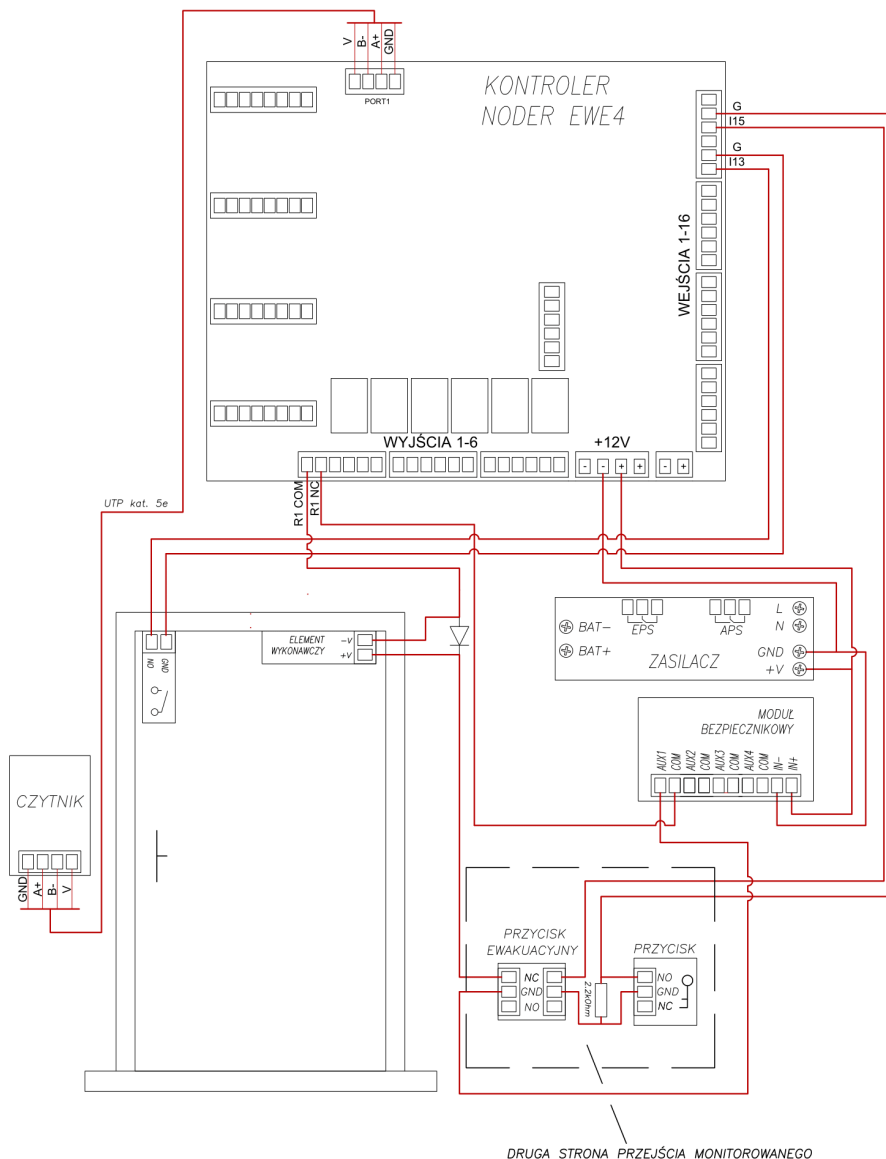 V
B-
A+
GND
PORT1
KONTROLER
NODER EWE4
G
I15
G
I13
WEJŚCIA 1-16
WYJŚCIA 1-6
+12V
- - + +
- +
R1 COM
R1 NC
UTP kat. 5e
NO
GND
ELEMENT
WYKONAWCZY
-V
+V
BAT-
BAT+
EPS
APS
L
N
GND
+V
ZASILACZ
MODUŁ
BEZPIECZNIKOWY
AUX1
COM
AUX2
COM
AUX3
COM
AUX4
COM
IN-
IN+
CZYTNIK
GND
A+
B-
V
PRZYCISK
EWAKUACYJNY
NC
GND
NO
2.2kOhm
PRZYCISK
NO
GND
NC
DRUGA STRONA PRZEJŚCIA MONITOROWANEGO